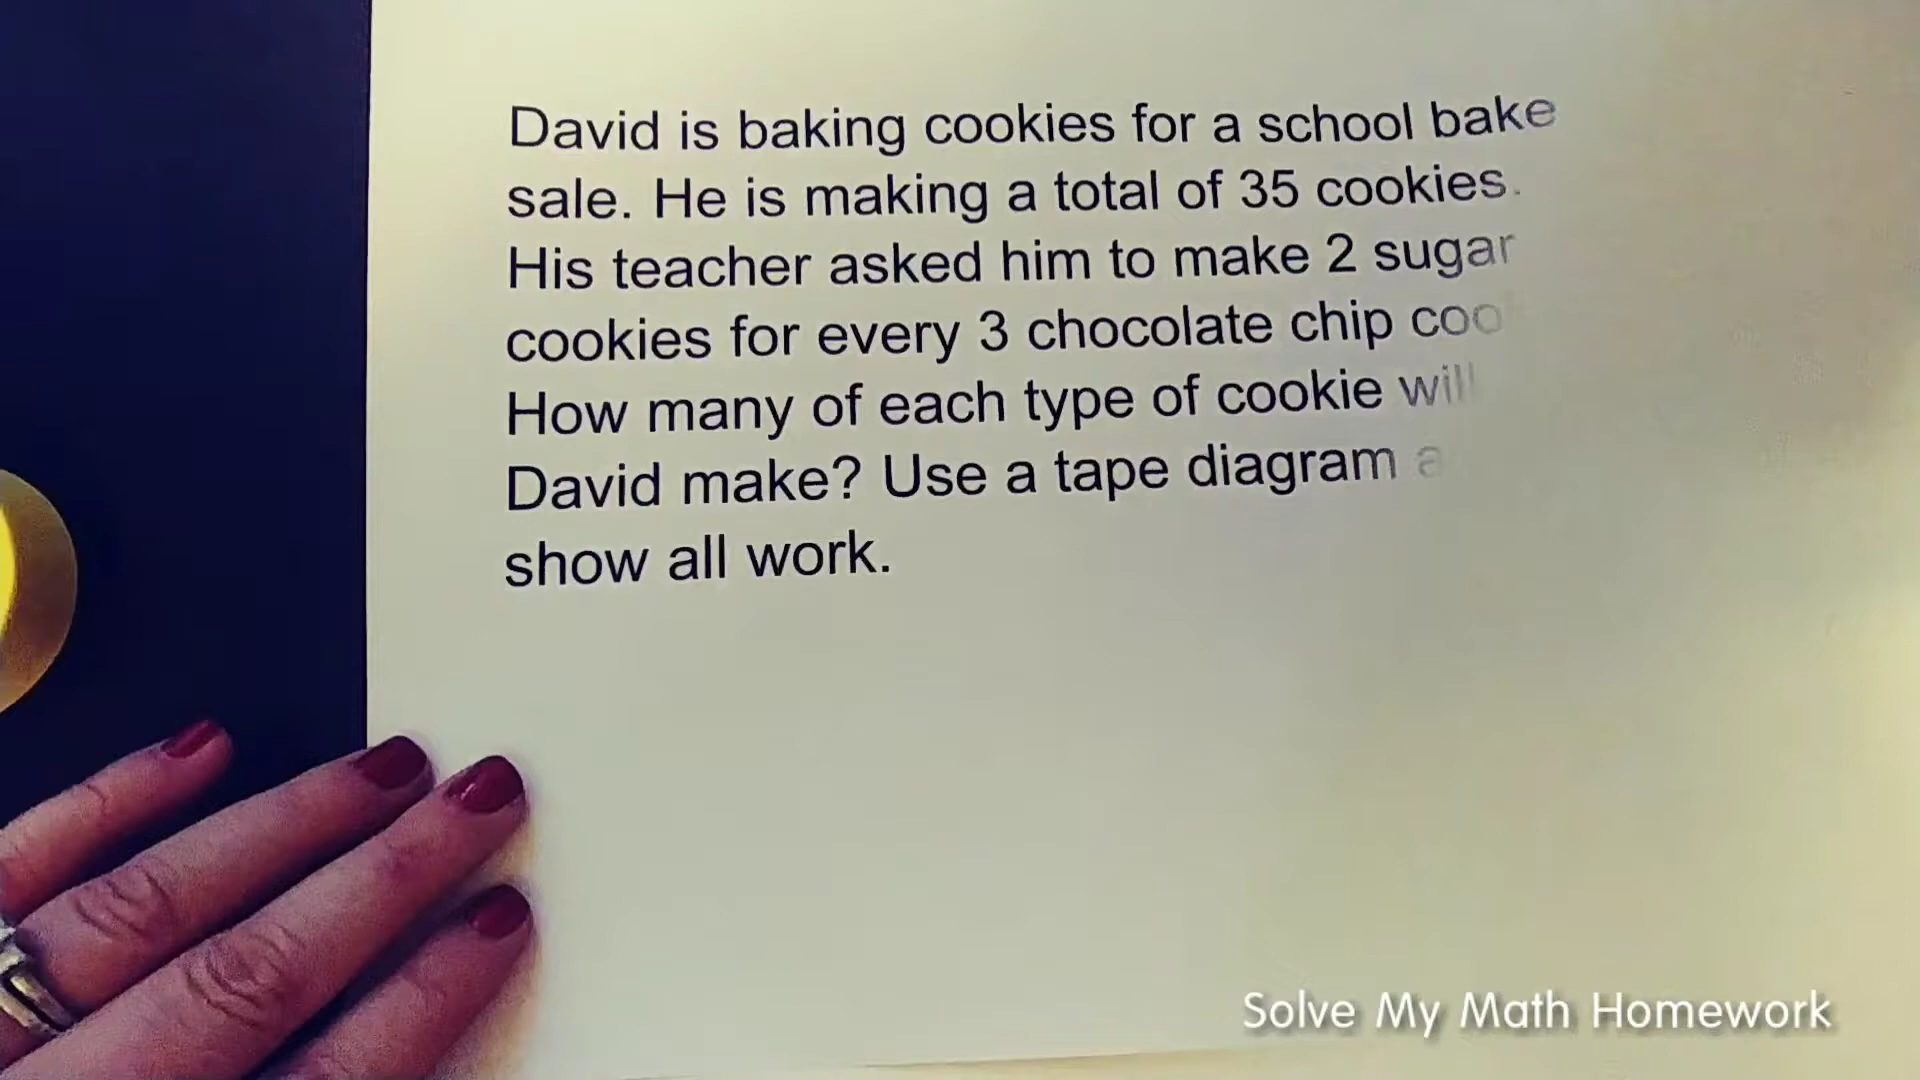 David is baking cookies for a school bake
sale. He is making a total of 35 cookies.
His teacher asked him to make 2 sugar
cookies for every 3 chocolate chip coo
How many of each type of cookie will
David make? Use a tape diagram a
show all work.
Solve My Math Homework